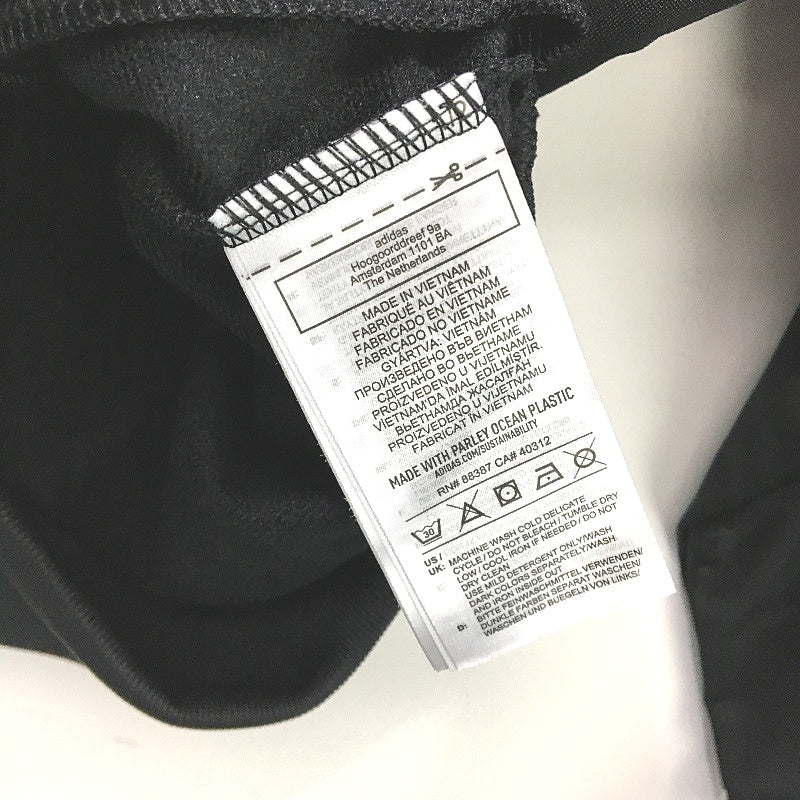 adidas
Hoogoorddreef 9a
Amsterdam 1101 BA
The Netherlands
MADE IN VIETNAM
FABRIQUÉ AU VIETNAM
FABRICADO EN VIETNAM
FABRICADO NO VIETNAME
GYÁRTVA: VIETNÁM
ПРОИЗВЕДЕНО ВЪВ ВИЕТНАМ
СДЕЛАНО ВО ВЬЕТНАМЕ
PROIZVEDENO U VIJETNAMU
VIETNAM'DA İMAL EDİLMİŞTİR.
ВЬЕТНАМДА ЖАСАЛҒАН
PROIZVEDENO U VIJETNAMU
FABRICAT IN VIETNAM
MADE WITH PARLEY OCEAN PLASTIC
ADIDAS.COM/SUSTAINABILITY
RN# 88387 CA# 40312
30
US / UK: MACHINE WASH COLD DELICATE
CYCLE / DO NOT BLEACH / TUMBLE DRY
LOW / COOL IRON IF NEEDED / DO NOT
DRY CLEAN
USE MILD DETERGENT ONLY/WASH
DARK COLORS SEPARATELY/WASH
AND IRON INSIDE OUT
D: BITTE FEINWASCHMITTEL VERWENDEN/
DUNKLE FARBEN SEPARAT WASCHEN/
WASCHEN UND BUEGELN VON LINKS/